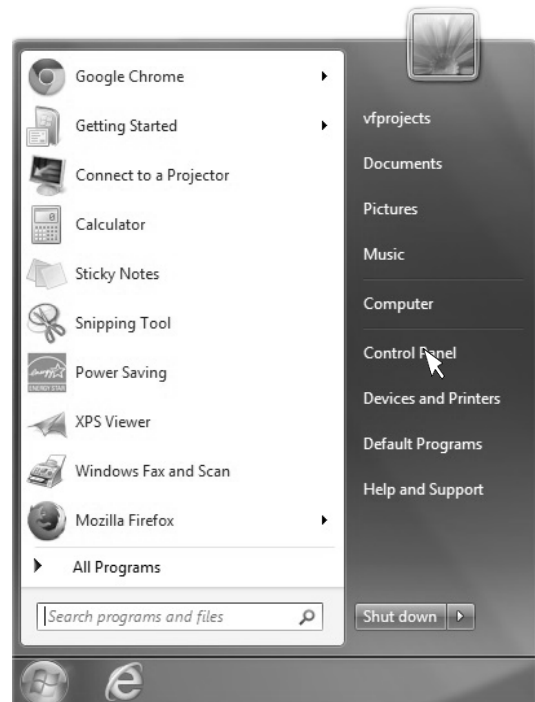 Google Chrome
Getting Started
Connect to a Projector
Calculator
Sticky Notes
Snipping Tool
Power Saving
XPS Viewer
Windows Fax and Scan
Mozilla Firefox
All Programs
Search programs and files
vfprojects
Documents
Pictures
Music
Computer
Control Panel
Devices and Printers
Default Programs
Help and Support
Shut down